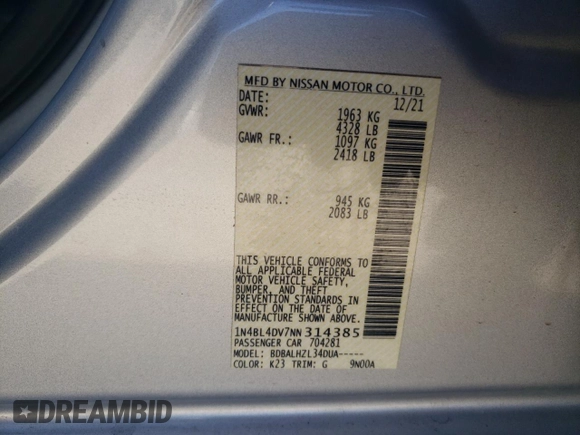 MFD BY NISSAN MOTOR CO., LTD.
DATE: 12/21
GVWR: 1963 KG
4328 LB
GAWR FR.: 1097 KG
2418 LB
GAWR RR.: 945 KG
2083 LB
THIS VEHICLE CONFORMS TO
ALL APPLICABLE FEDERAL
MOTOR VEHICLE SAFETY,
BUMPER, AND THEFT
PREVENTION STANDARDS IN
EFFECT ON THE DATE OF
MANUFACTURE SHOWN ABOVE.
1N4BL4DV7NN314385
PASSENGER CAR 704281
MODEL: BDBALHZL34DUA-----
COLOR: K23 TRIM: G 9N00A
DREAMBID